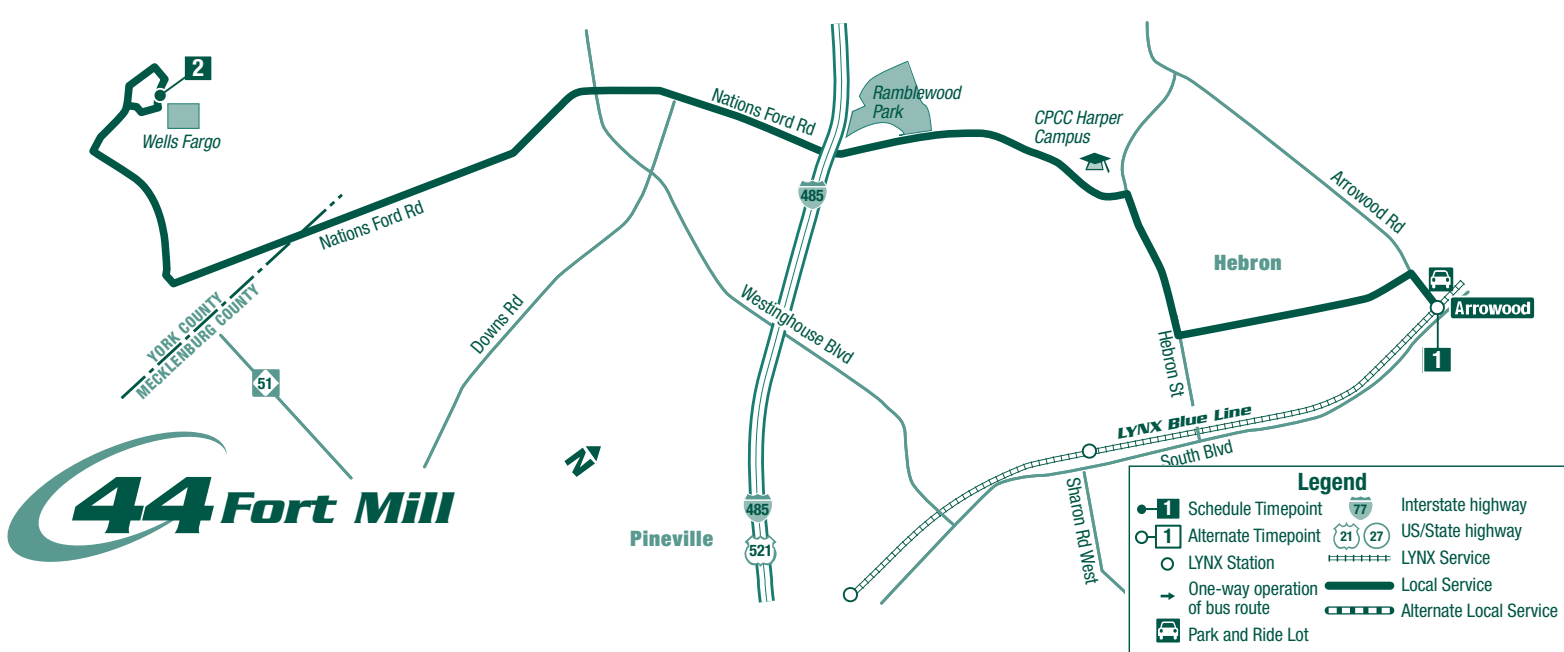 2
Wells Fargo
Nations Ford Rd
Ramblewood
Park
CPCC Harper
Campus
485
Arrowood Rd
Nations Ford Rd
Hebron
Arrowood
1
YORK COUNTY
MECKLENBURG COUNTY
51
Downs Rd
Westinghouse Blvd
Hebron St
LYNX Blue Line
South Blvd
Sharon Rd West
N
44 Fort Mill
Pineville
485
521
Legend
1 Schedule Timepoint
1 Alternate Timepoint
LYNX Station
One-way operation
of bus route
Park and Ride Lot
77 Interstate highway
21 27 US/State highway
LYNX Service
Local Service
Alternate Local Service